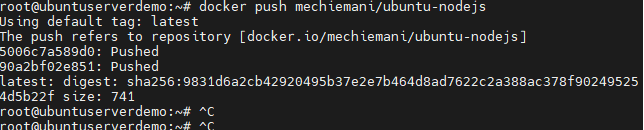 root@ubuntuserverdemo:~# docker push mechiemani/ubuntu-nodejs
Using default tag: latest
The push refers to repository [docker.io/mechiemani/ubuntu-nodejs]
5006c7a589d0: Pushed
90a2bf02e851: Pushed
latest: digest: sha256:9831d6a2cb42920495b37e2e7b464d8ad7622c2a388ac378f90249525
4d5b22f size: 741
root@ubuntuserverdemo:~# ^C
root@ubuntuserverdemo:~# ^C